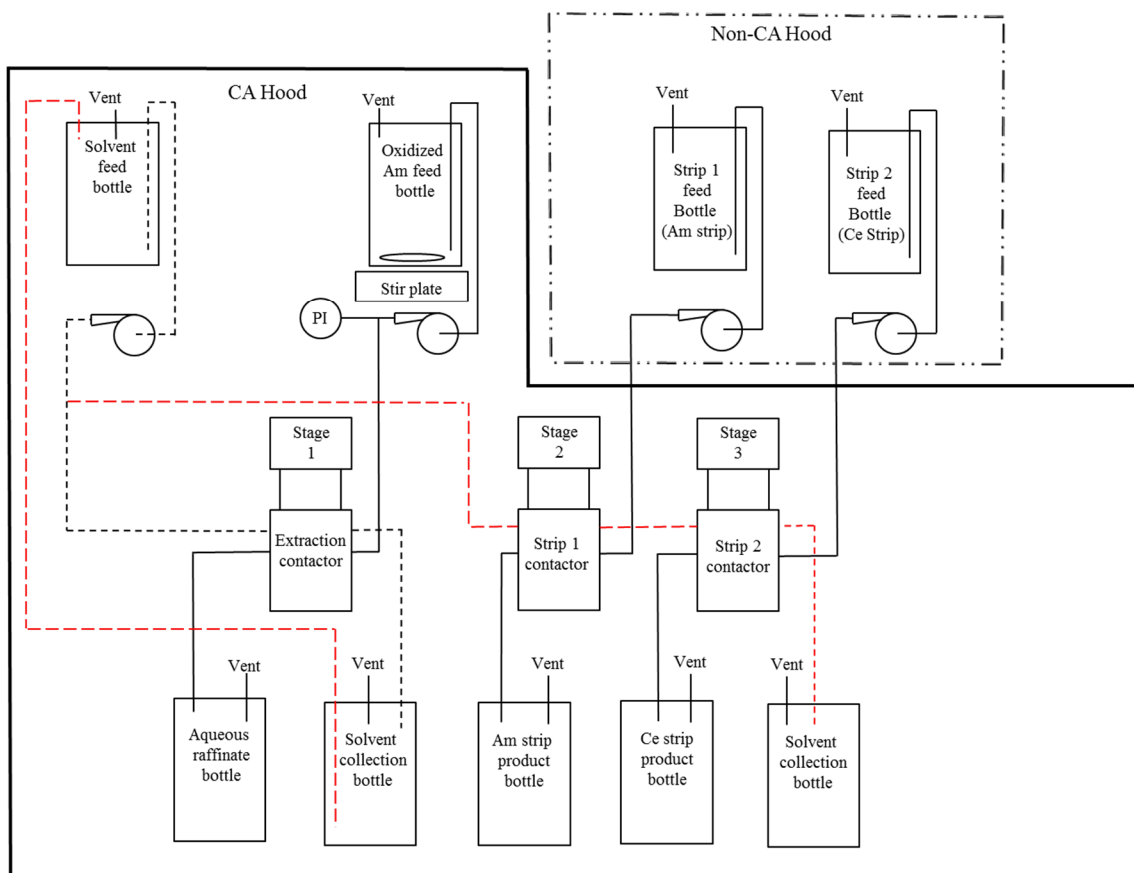 Non-CA Hood
CA Hood
Vent
Solvent
feed
bottle
Vent
Oxidized
Am feed
bottle
Stir plate
PI
Vent
Strip 1
feed
Bottle
(Am strip)
Vent
Strip 2
feed
Bottle
(Ce Strip)
Stage
1
Extraction
contactor
Stage
2
Strip 1
contactor
Stage
3
Strip 2
contactor
Vent
Aqueous
raffinate
bottle
Vent
Solvent
collection
bottle
Vent
Am strip
product
bottle
Vent
Ce strip
product
bottle
Vent
Solvent
collection
bottle